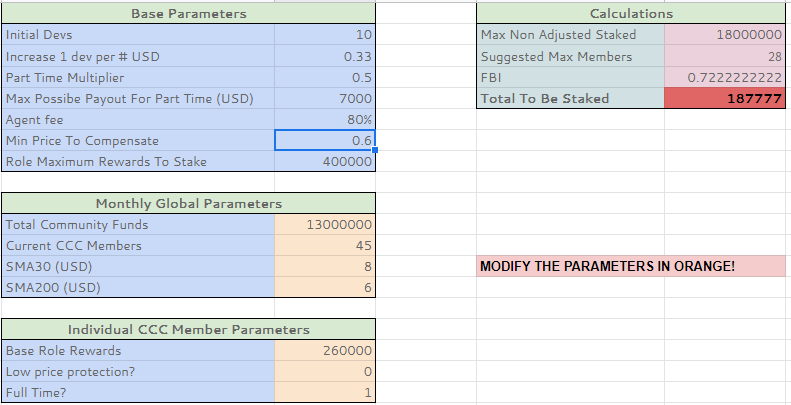 Base Parameters
Initial Devs 10
Increase 1 dev per # USD 0.33
Part Time Multiplier 0.5
Max Possibe Payout For Part Time (USD) 7000
Agent fee 80%
Min Price To Compensate 0.6
Role Maximum Rewards To Stake 400000
Monthly Global Parameters
Total Community Funds 13000000
Current CCC Members 45
SMA30 (USD) 8
SMA200 (USD) 6
Individual CCC Member Parameters
Base Role Rewards 260000
Low price protection? 0
Full Time? 1
Calculations
Max Non Adjusted Staked 18000000
Suggested Max Members 28
FBI 0.7222222222
Total To Be Staked 187777
MODIFY THE PARAMETERS IN ORANGE!